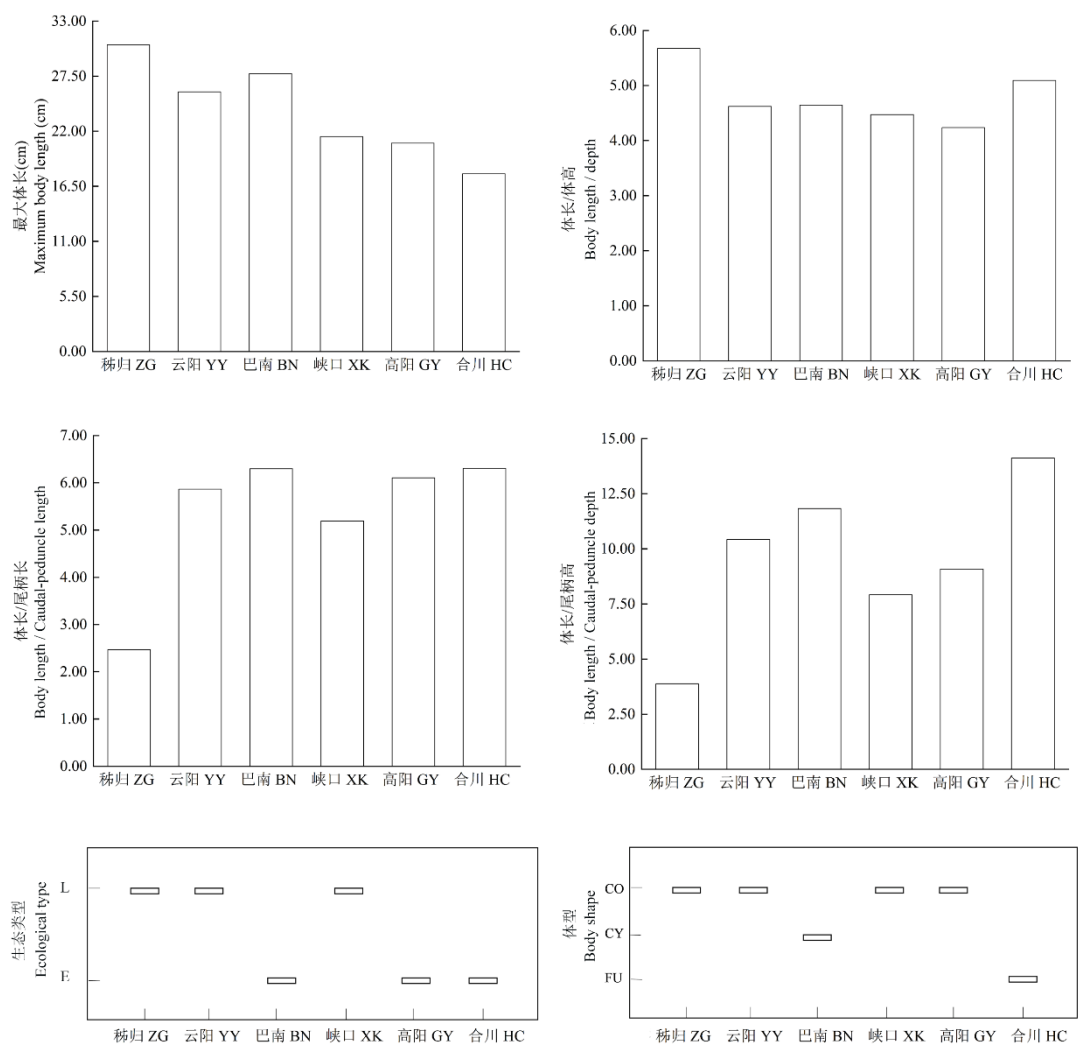 33.00
27.50
22.00
16.50
11.00
5.50
0.00
最大体长(cm)
Maximum body length (cm)
秭归 ZG 云阳 YY 巴南 BN 峡口 XK 高阳 GY 合川 HC
6.00
5.00
4.00
3.00
2.00
1.00
0.00
体长/体高
Body length / depth
秭归 ZG 云阳 YY 巴南 BN 峡口 XK 高阳 GY 合川 HC
7.00
6.00
5.00
4.00
3.00
2.00
1.00
0.00
体长/尾柄长
Body length / Caudal-peduncle length
秭归 ZG 云阳 YY 巴南 BN 峡口 XK 高阳 GY 合川 HC
15.00
12.50
10.00
7.50
5.00
2.50
0.00
体长/尾柄高
Body length / Caudal-peduncle depth
秭归 ZG 云阳 YY 巴南 BN 峡口 XK 高阳 GY 合川 HC
生态类型
Ecological type
L
E
秭归 ZG 云阳 YY 巴南 BN 峡口 XK 高阳 GY 合川 HC
体型
Body shape
CO
CY
FU
秭归 ZG 云阳 YY 巴南 BN 峡口 XK 高阳 GY 合川 HC